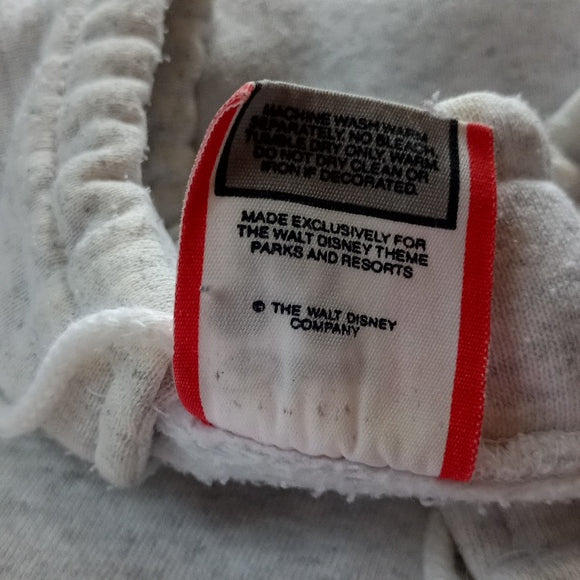 MACHINE WASH WARM
SEPARATELY. NO BLEACH.
TUMBLE DRY ONLY, WARM.
DO NOT DRY CLEAN OR
IRON IF DECORATED.
MADE EXCLUSIVELY FOR
THE WALT DISNEY THEME
PARKS AND RESORTS
© THE WALT DISNEY
COMPANY